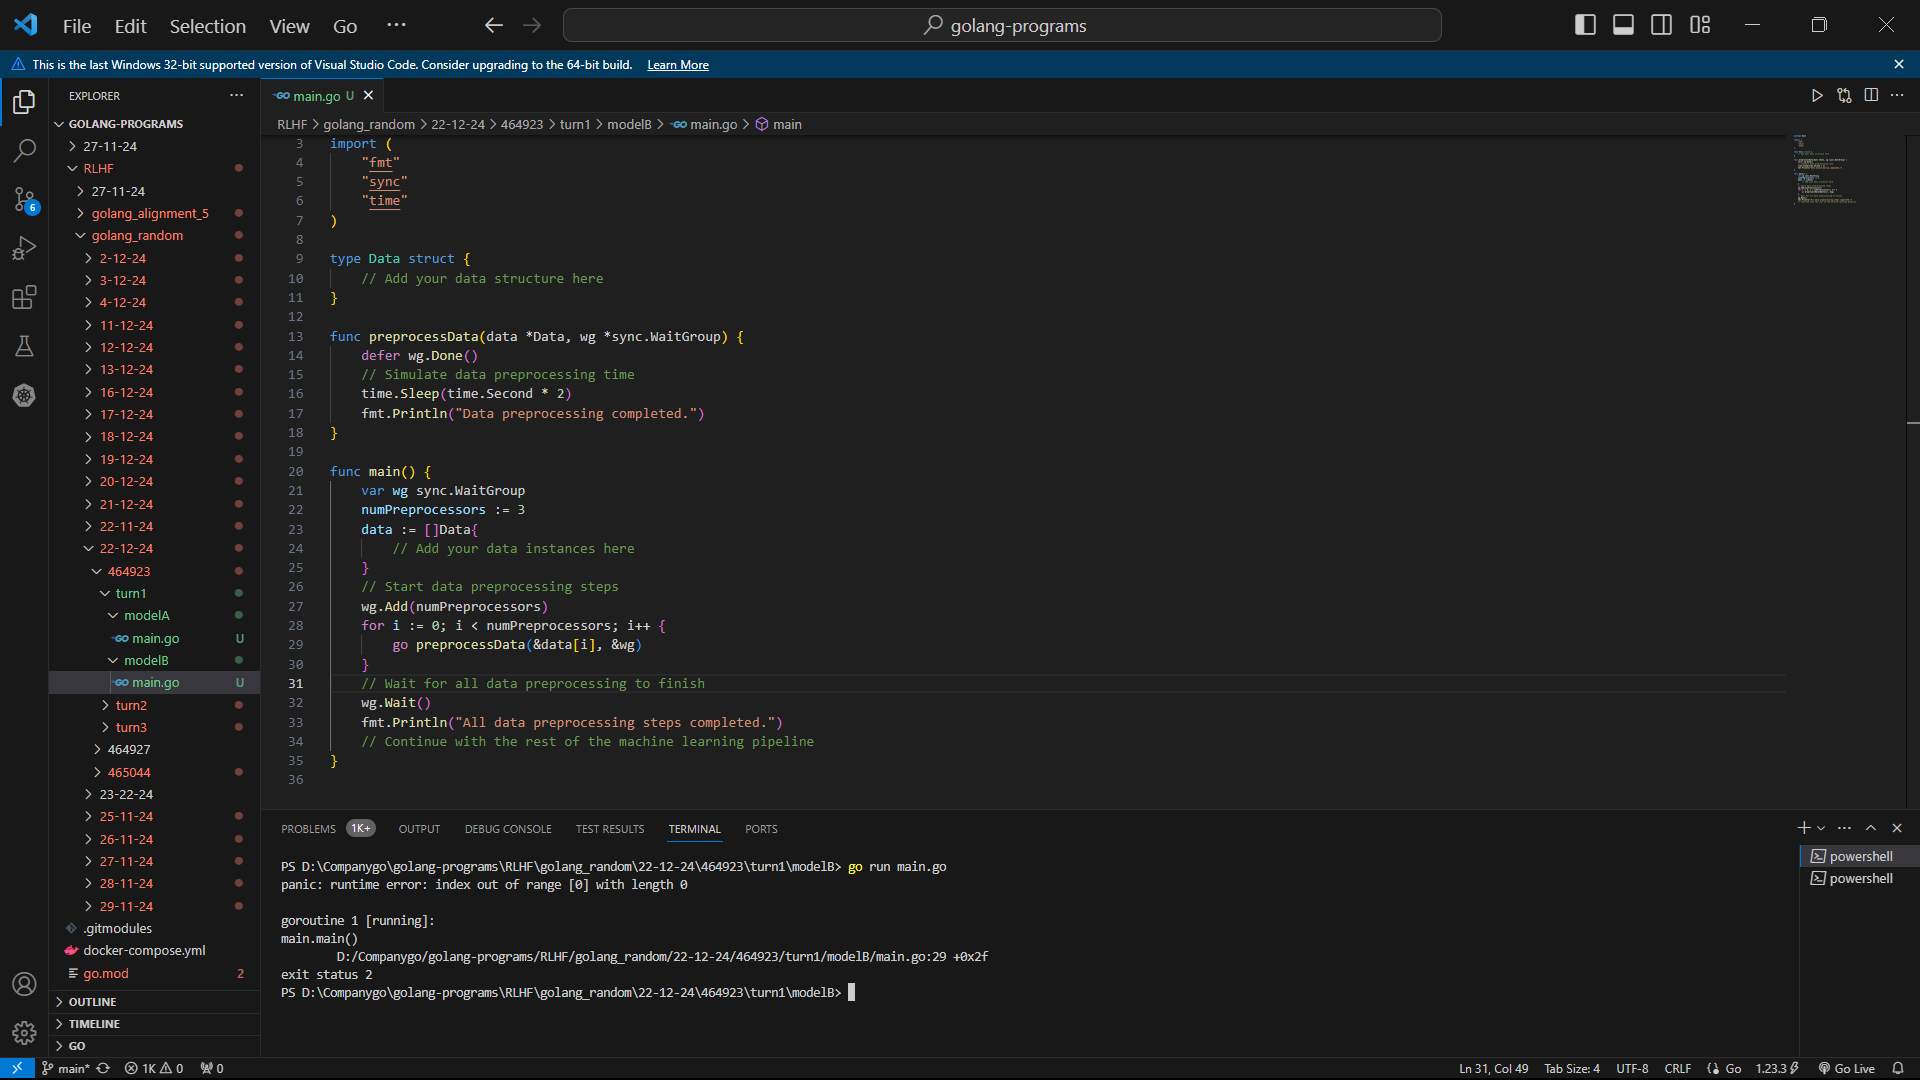 File Edit Selection View Go ··· golang-programs
This is the last Windows 32-bit supported version of Visual Studio Code. Consider upgrading to the 64-bit build. Learn More
EXPLORER ···
GOLANG-PROGRAMS
27-11-24
RLHF
27-11-24
golang_alignment_5
golang_random
2-12-24
3-12-24
4-12-24
11-12-24
12-12-24
13-12-24
16-12-24
17-12-24
18-12-24
19-12-24
20-12-24
21-12-24
22-11-24
22-12-24
464923
turn1
modelA
main.go U
modelB
main.go U
turn2
turn3
464927
465044
23-22-24
25-11-24
26-11-24
27-11-24
28-11-24
29-11-24
.gitmodules
docker-compose.yml
go.mod 2
OUTLINE
TIMELINE
GO
6
main.go U
RLHF > golang_random > 22-12-24 > 464923 > turn1 > modelB > main.go > main
3 import (
4 "fmt"
5 "sync"
6 "time"
7 )
8
9 type Data struct {
10 // Add your data structure here
11 }
12
13 func preprocessData(data *Data, wg *sync.WaitGroup) {
14 defer wg.Done()
15 // Simulate data preprocessing time
16 time.Sleep(time.Second * 2)
17 fmt.Println("Data preprocessing completed.")
18 }
19
20 func main() {
21 var wg sync.WaitGroup
22 numPreprocessors := 3
23 data := []Data{
24 // Add your data instances here
25 }
26 // Start data preprocessing steps
27 wg.Add(numPreprocessors)
28 for i := 0; i < numPreprocessors; i++ {
29 go preprocessData(&data[i], &wg)
30 }
31 // Wait for all data preprocessing to finish
32 wg.Wait()
33 fmt.Println("All data preprocessing steps completed.")
34 // Continue with the rest of the machine learning pipeline
35 }
36
PROBLEMS 1K+ OUTPUT DEBUG CONSOLE TEST RESULTS TERMINAL PORTS
PS D:\Companygo\golang-programs\RLHF\golang_random\22-12-24\464923\turn1\modelB> go run main.go
panic: runtime error: index out of range [0] with length 0
goroutine 1 [running]:
main.main()
D:/Companygo/golang-programs/RLHF/golang_random/22-12-24/464923/turn1/modelB/main.go:29 +0x2f
exit status 2
PS D:\Companygo\golang-programs\RLHF\golang_random\22-12-24\464923\turn1\modelB>
powershell
powershell
main* 1K 0 0 Ln 31, Col 49 Tab Size: 4 UTF-8 CRLF Go 1.23.3 Go Live